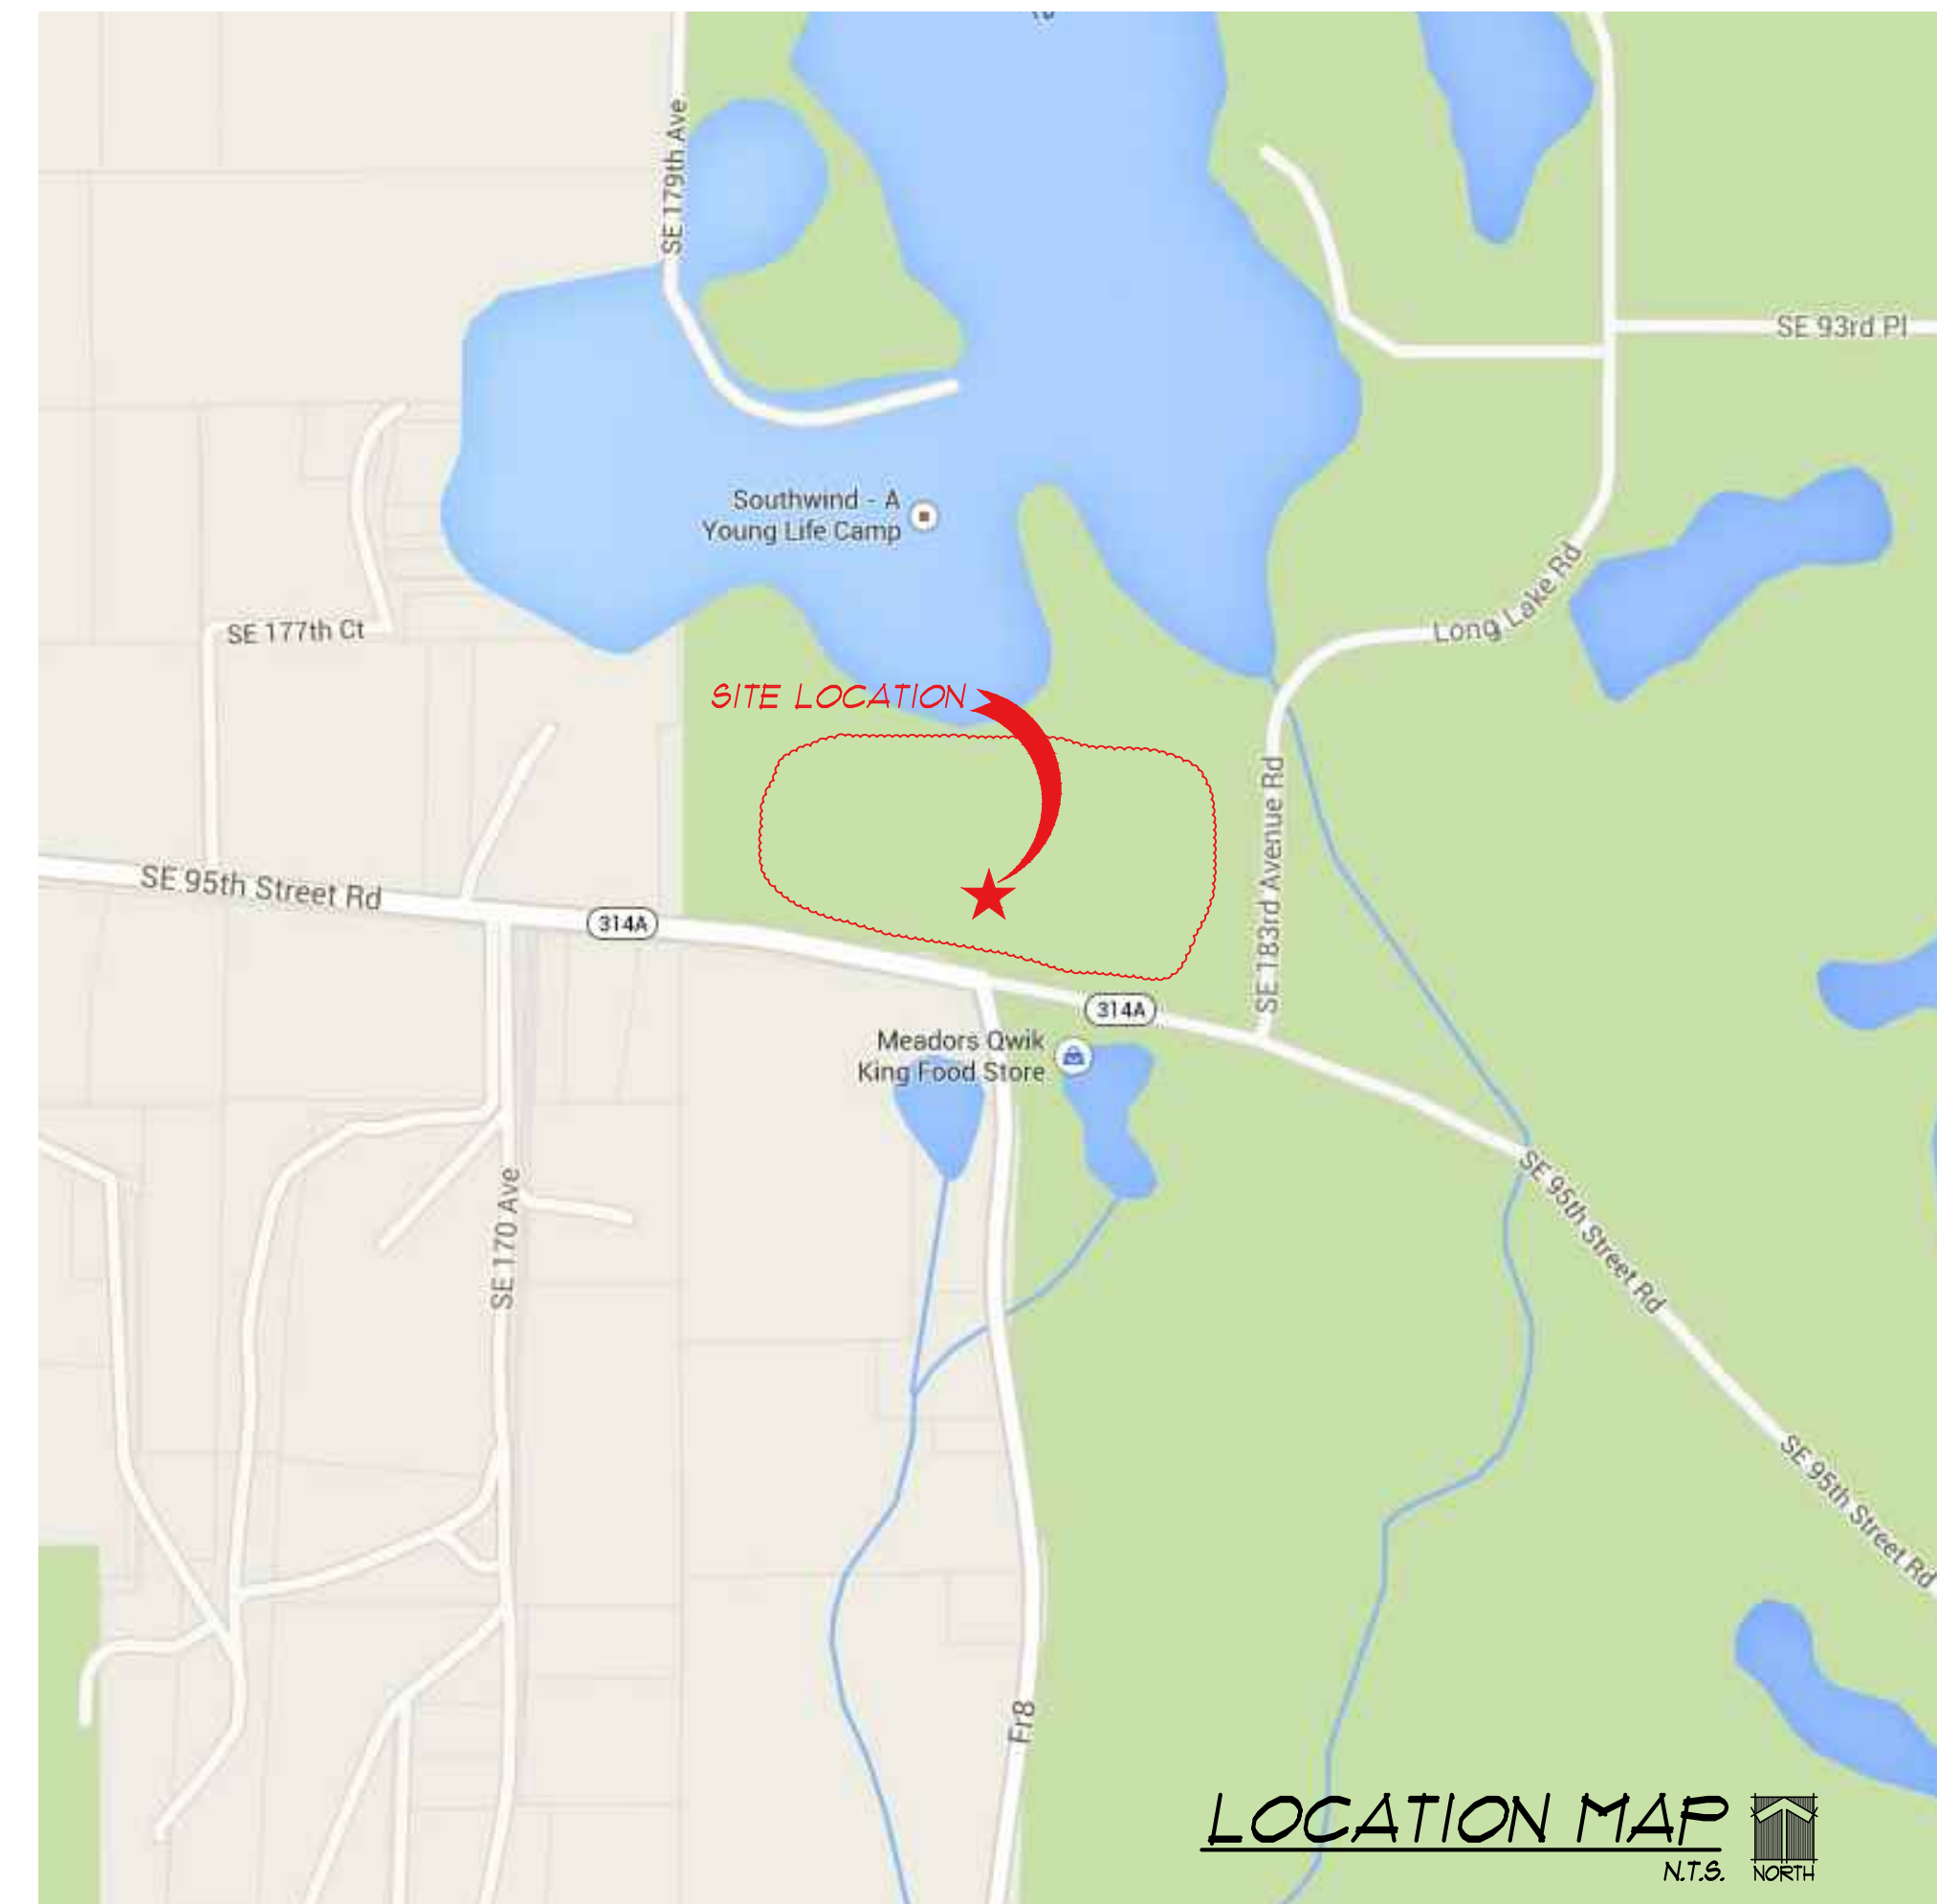 SE 179th Ave
SE 93rd Pl
Southwind - A
Young Life Camp
Long Lake Rd
SE 177th Ct
SITE LOCATION
SE 183rd Avenue Rd
SE 95th Street Rd
314A
314A
Meadors Qwik
King Food Store
SE 170 Ave
SE 95th Street Rd
SE 95th Street Rd
Fr8
LOCATION MAP
N.T.S.
NORTH